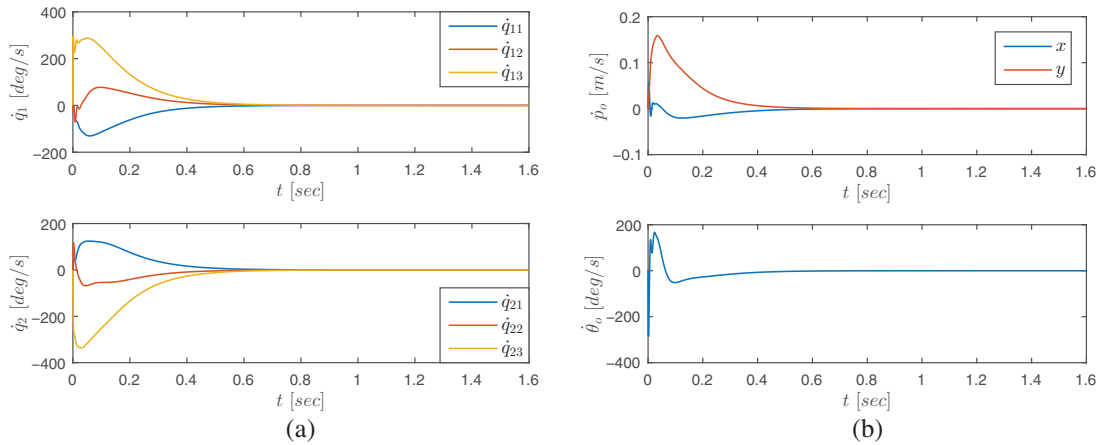 400
200
0
−200
q̇₁ [deg/s]
0 0.2 0.4 0.6 0.8 1 1.2 1.4 1.6
t [sec]
q̇₁₁
q̇₁₂
q̇₁₃
200
0
−200
−400
q̇₂ [deg/s]
0 0.2 0.4 0.6 0.8 1 1.2 1.4 1.6
t [sec]
q̇₂₁
q̇₂₂
q̇₂₃
(a)
0.2
0.1
0
−0.1
ṗₒ [m/s]
0 0.2 0.4 0.6 0.8 1 1.2 1.4 1.6
t [sec]
x
y
200
0
−200
−400
θ̇ₒ [deg/s]
0 0.2 0.4 0.6 0.8 1 1.2 1.4 1.6
t [sec]
(b)